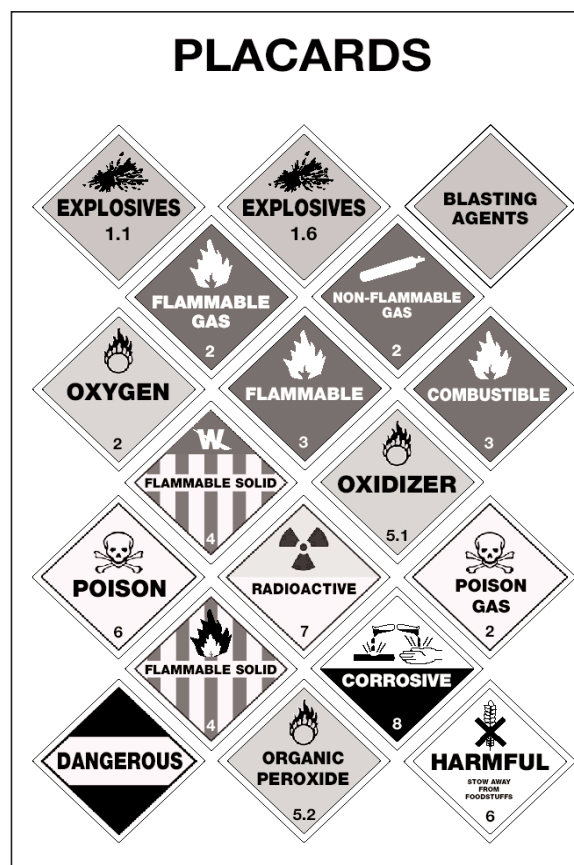 PLACARDS
EXPLOSIVES
1.1
EXPLOSIVES
1.6
BLASTING
AGENTS
FLAMMABLE
GAS
2
NON-FLAMMABLE
GAS
2
OXYGEN
2
FLAMMABLE
3
COMBUSTIBLE
3
W
FLAMMABLE SOLID
4
OXIDIZER
5.1
POISON
6
RADIOACTIVE
7
POISON
GAS
2
FLAMMABLE SOLID
4
CORROSIVE
8
DANGEROUS
ORGANIC
PEROXIDE
5.2
HARMFUL
STOW AWAY
FROM
FOODSTUFFS
6